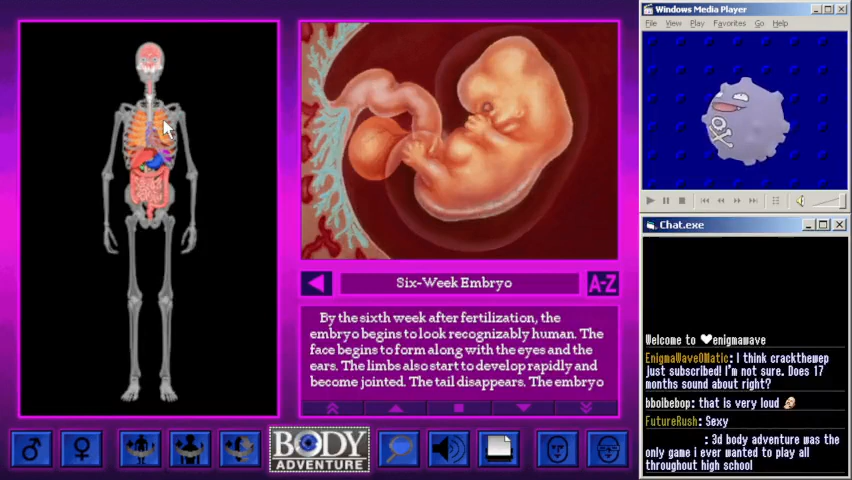 Windows Media Player
File View Play Favorites Go Help
Six-Week Embryo
A-Z
By the sixth week after fertilization, the
embryo begins to look recognizably human. The
face begins to form along with the eyes and the
ears. The limbs also start to develop rapidly and
become jointed. The tail disappears. The embryo
BODY
ADVENTURE
Chat.exe
Welcome to ♥enigmawave
EnigmaWaveOMatic: I think crackthewep
just subscribed! I'm not sure. Does 17
months sound about right?
bboibebop: that is very loud
FutureRush: Sexy
: 3d body adventure was the
only game i ever wanted to play all
throughout high school